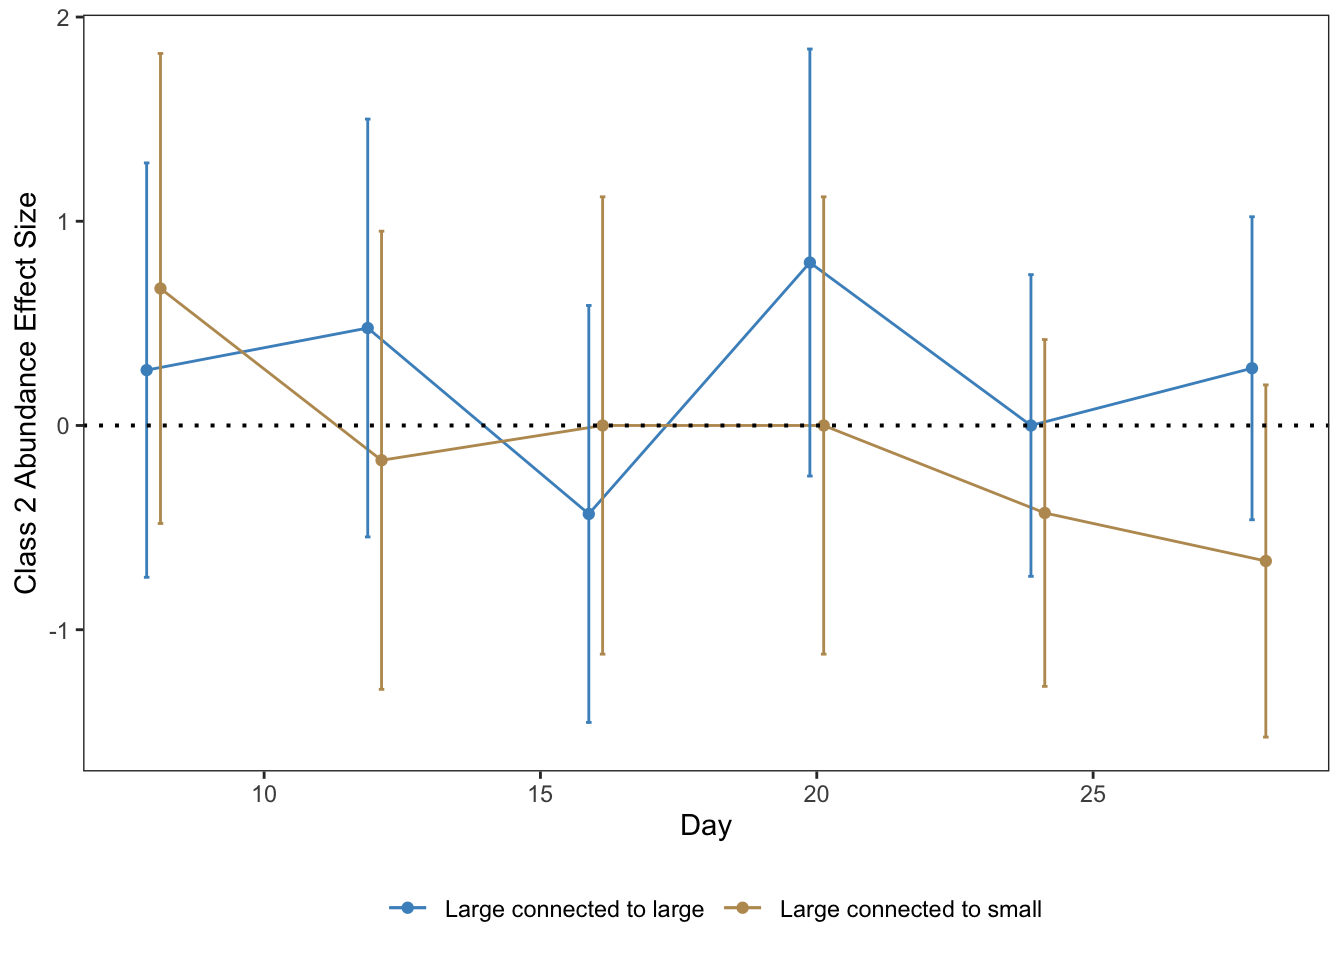 2
1
0
-1
Class 2 Abundance Effect Size
10 15 20 25
Day
Large connected to large Large connected to small